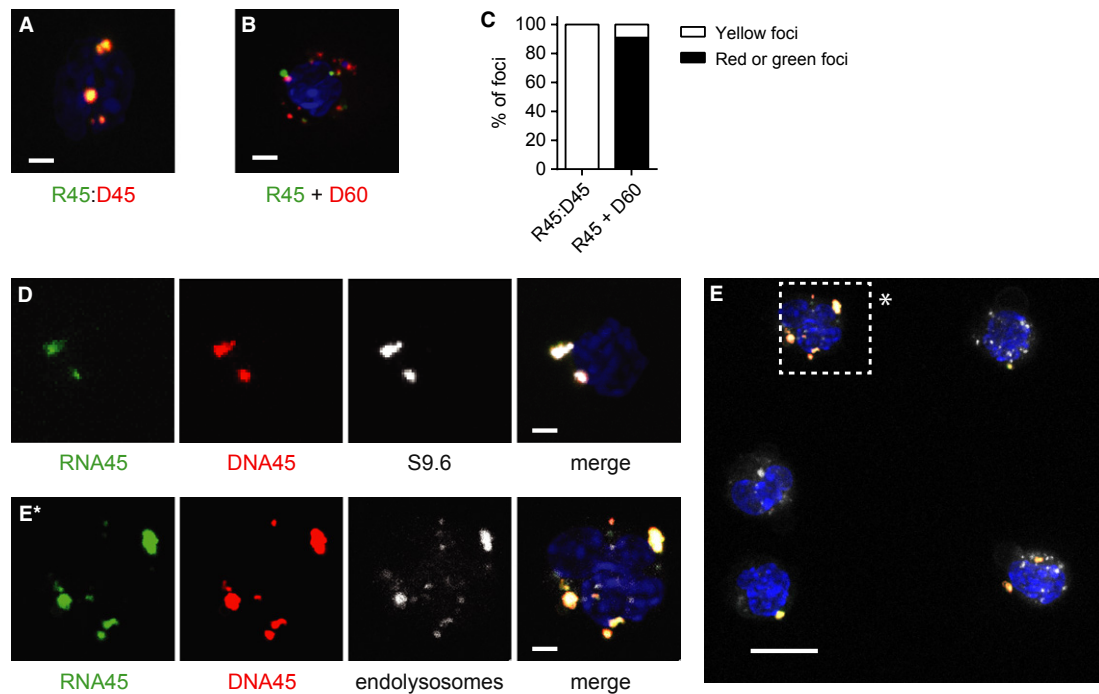 A
R45:D45
B
R45 + D60
C
% of foci
100
80
60
40
20
0
R45:D45
R45 + D60
Yellow foci
Red or green foci
D
RNA45
DNA45
S9.6
merge
E
*
E*
RNA45
DNA45
endolysosomes
merge